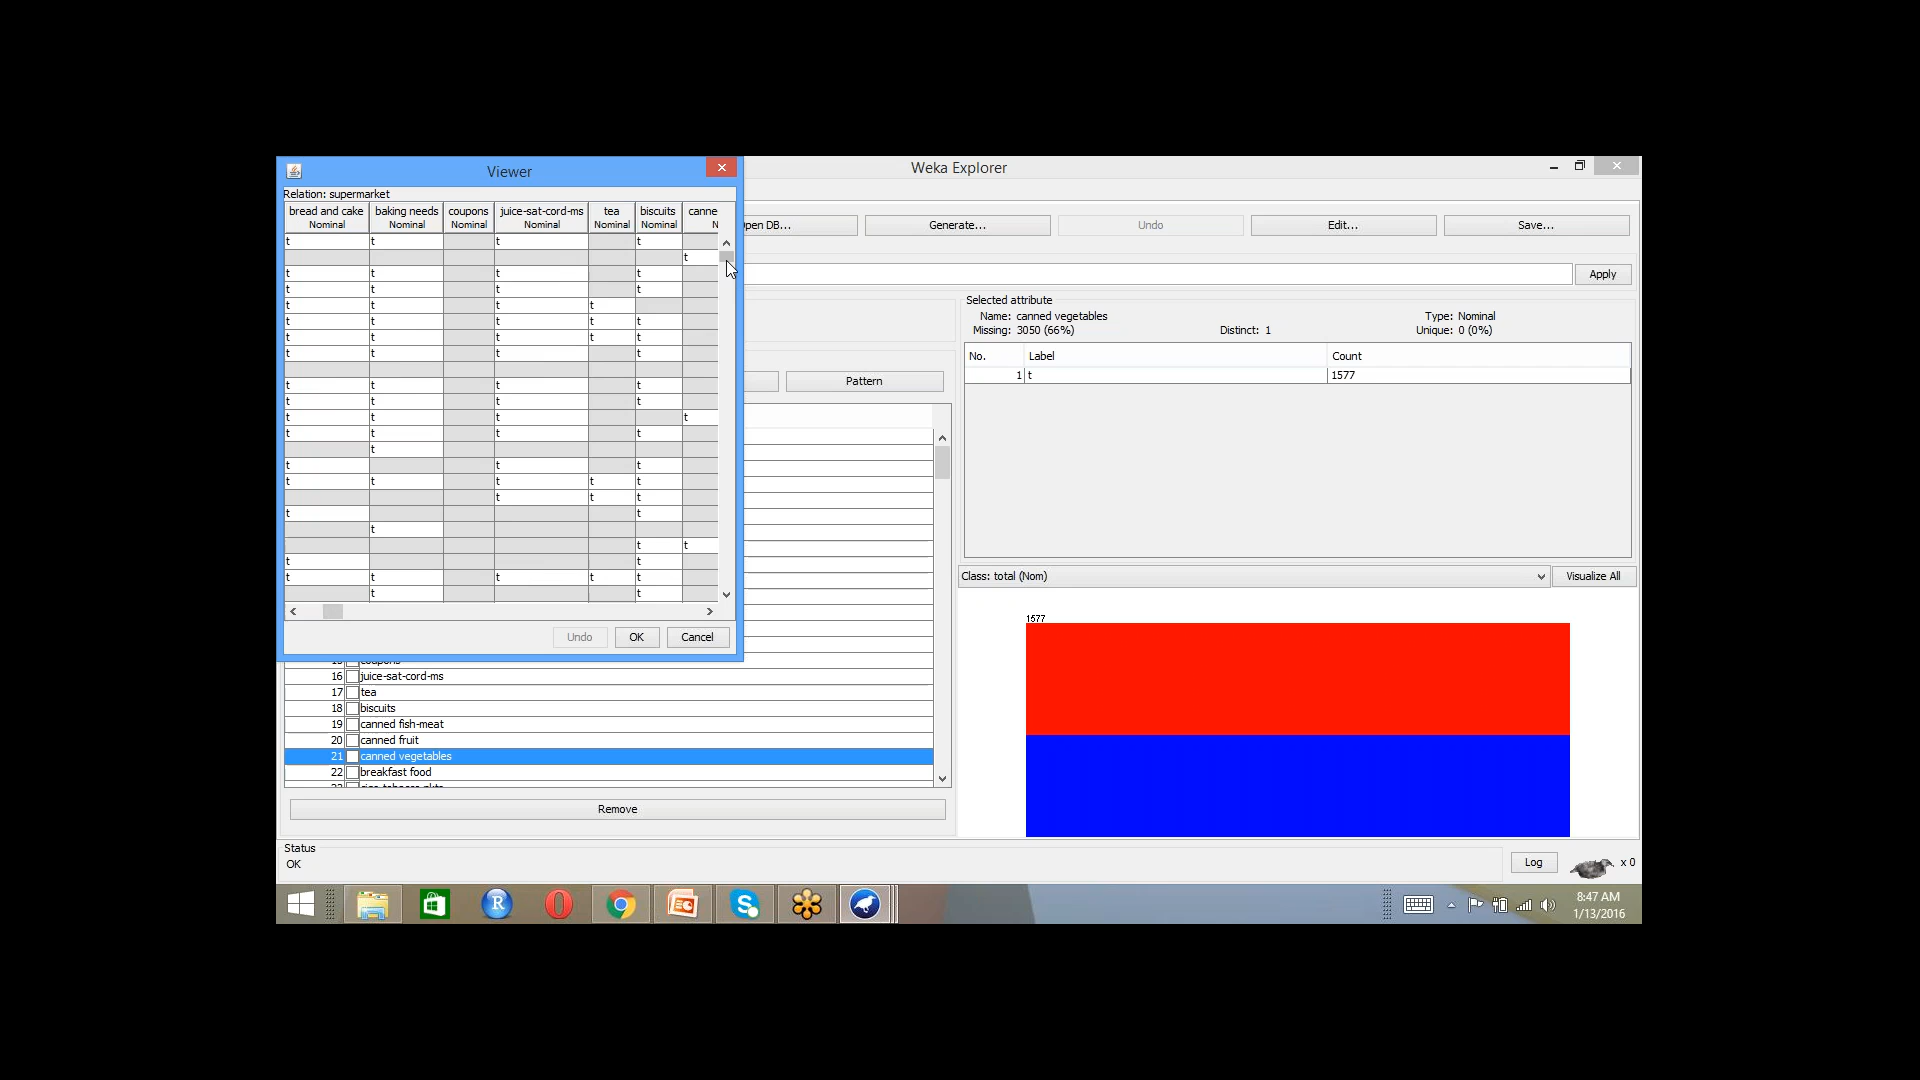 Viewer
Weka Explorer
Relation: supermarket
bread and cake baking needs coupons juice-sat-cord-ms tea biscuits canne
Nominal Nominal Nominal Nominal Nominal Nominal N
t t t t
t
t t t t
t t t t
t t t t
t t t t t
t t t t t
t t t t
t t t t
t t t t
t t t t
t t t t
t
t t t
t t t t t
t t t
t t
t
t t
t t
t t t t t
t t
Undo OK Cancel
pen DB... Generate... Undo Edit... Save...
Apply
Pattern
Selected attribute
Name: canned vegetables Type: Nominal
Missing: 3050 (66%) Distinct: 1 Unique: 0 (0%)
No. Label Count
1 t 1577
Class: total (Nom) Visualize All
1577
15 coupons
16 juice-sat-cord-ms
17 tea
18 biscuits
19 canned fish-meat
20 canned fruit
21 canned vegetables
22 breakfast food
Remove
Status
OK
Log x 0
R S
8:47 AM
1/13/2016